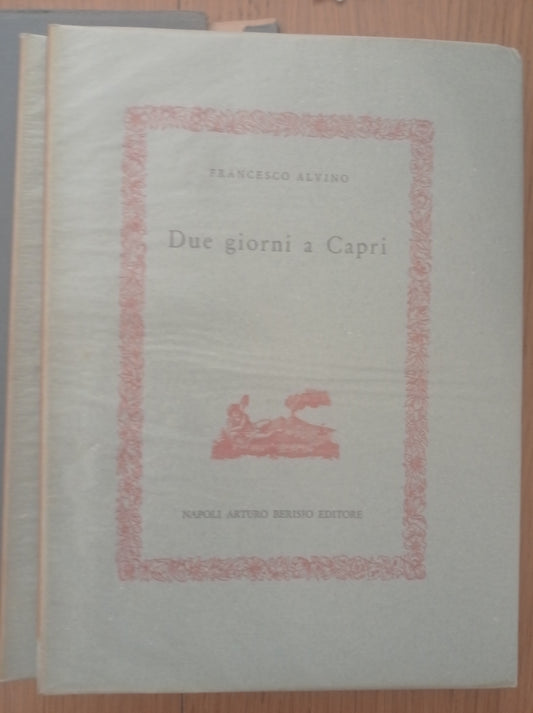 FRANCESCO ALVINO
Due giorni a Capri
NAPOLI ARTURO BERISIO EDITORE